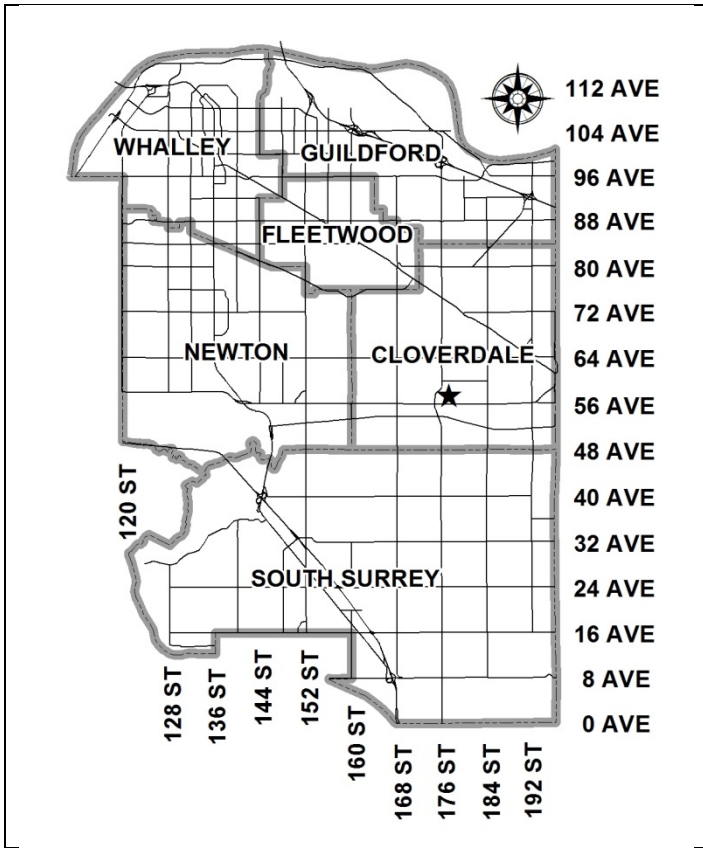 112 AVE
104 AVE
WHALLEY
GUILDFORD
96 AVE
88 AVE
FLEETWOOD
80 AVE
72 AVE
NEWTON
CLOVERDALE
64 AVE
56 AVE
48 AVE
40 AVE
120 ST
32 AVE
SOUTH SURREY
24 AVE
16 AVE
8 AVE
0 AVE
128 ST
136 ST
144 ST
152 ST
160 ST
168 ST
176 ST
184 ST
192 ST